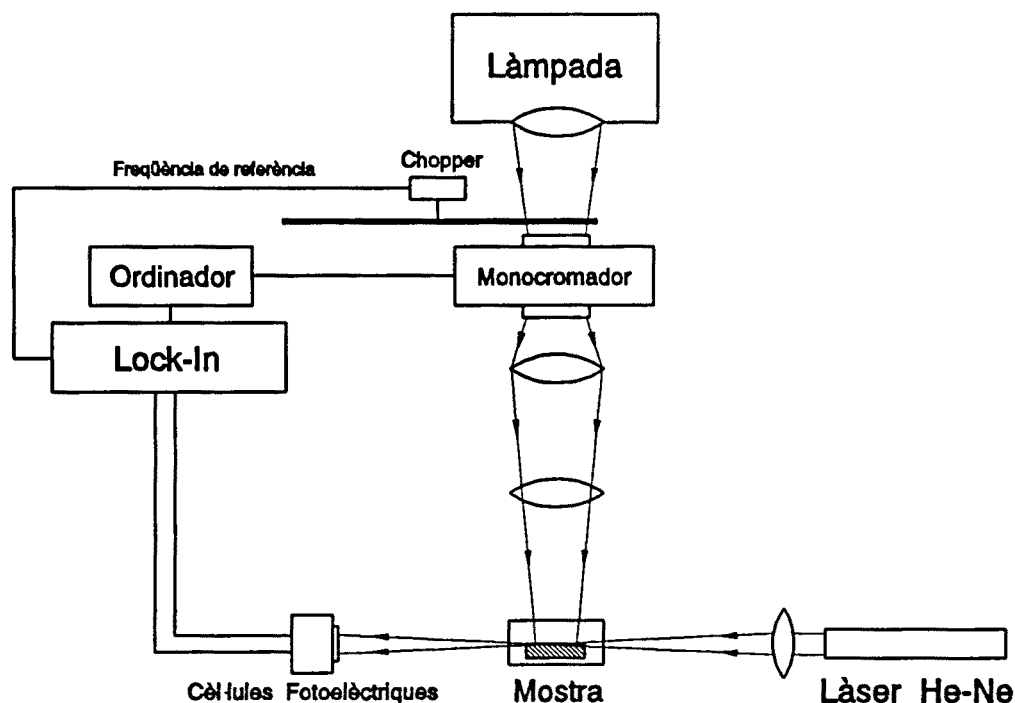 Làmpada
Chopper
Freqüència de referència
Ordinador
Monocromador
Lock-In
Cèl·lules Fotoelèctriques
Mostra
Làser He-Ne